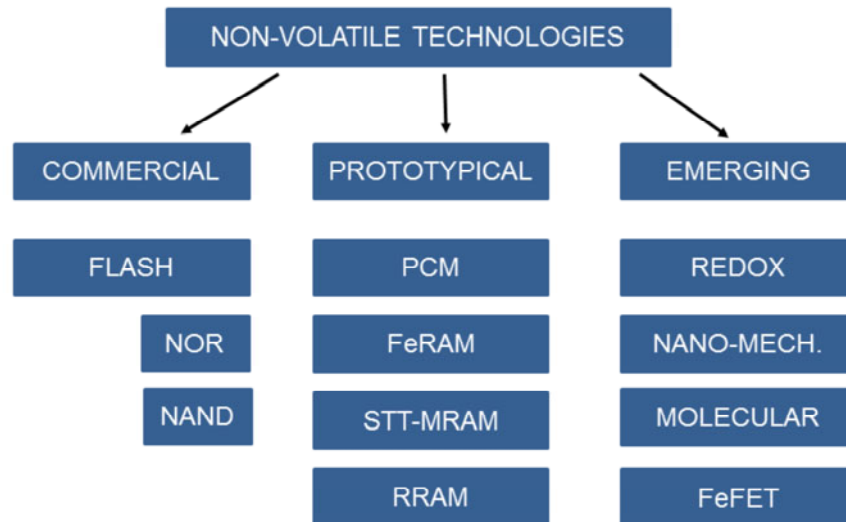 NON-VOLATILE TECHNOLOGIES
COMMERCIAL
PROTOTYPICAL
EMERGING
FLASH
PCM
REDOX
NOR
FeRAM
NANO-MECH.
NAND
STT-MRAM
MOLECULAR
RRAM
FeFET